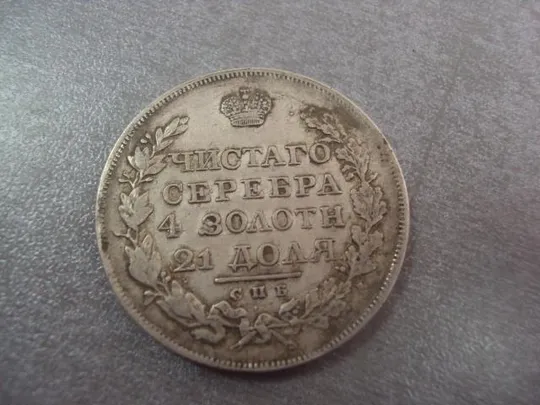 ЧИСТАГО
СЕРЕБРА
4 ЗОЛОТН
21 ДОЛЯ
СПБ